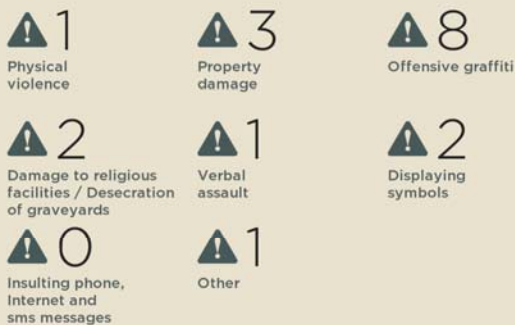 1
Physical
violence
3
Property
damage
8
Offensive graffiti
2
Damage to religious
facilities / Desecration
of graveyards
1
Verbal
assault
2
Displaying
symbols
0
Insulting phone,
Internet and
sms messages
1
Other